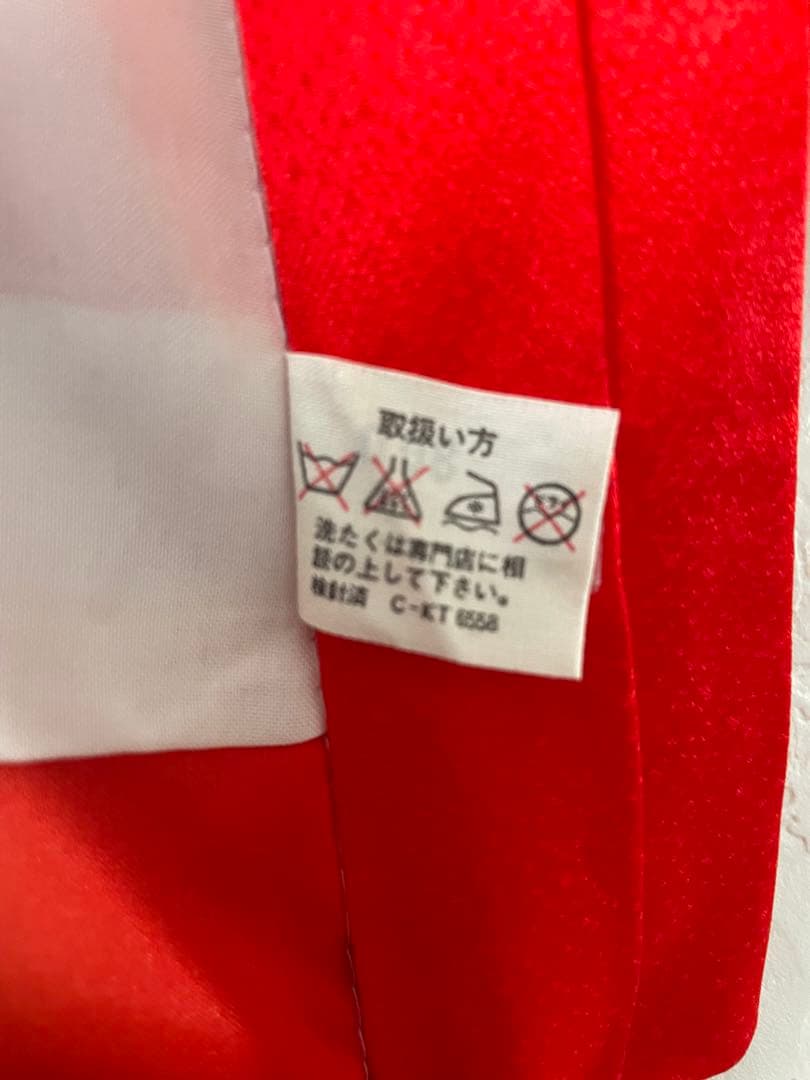 取扱い方
中
洗たくは専門店に相
談の上して下さい。
検針済 C-KT 6558